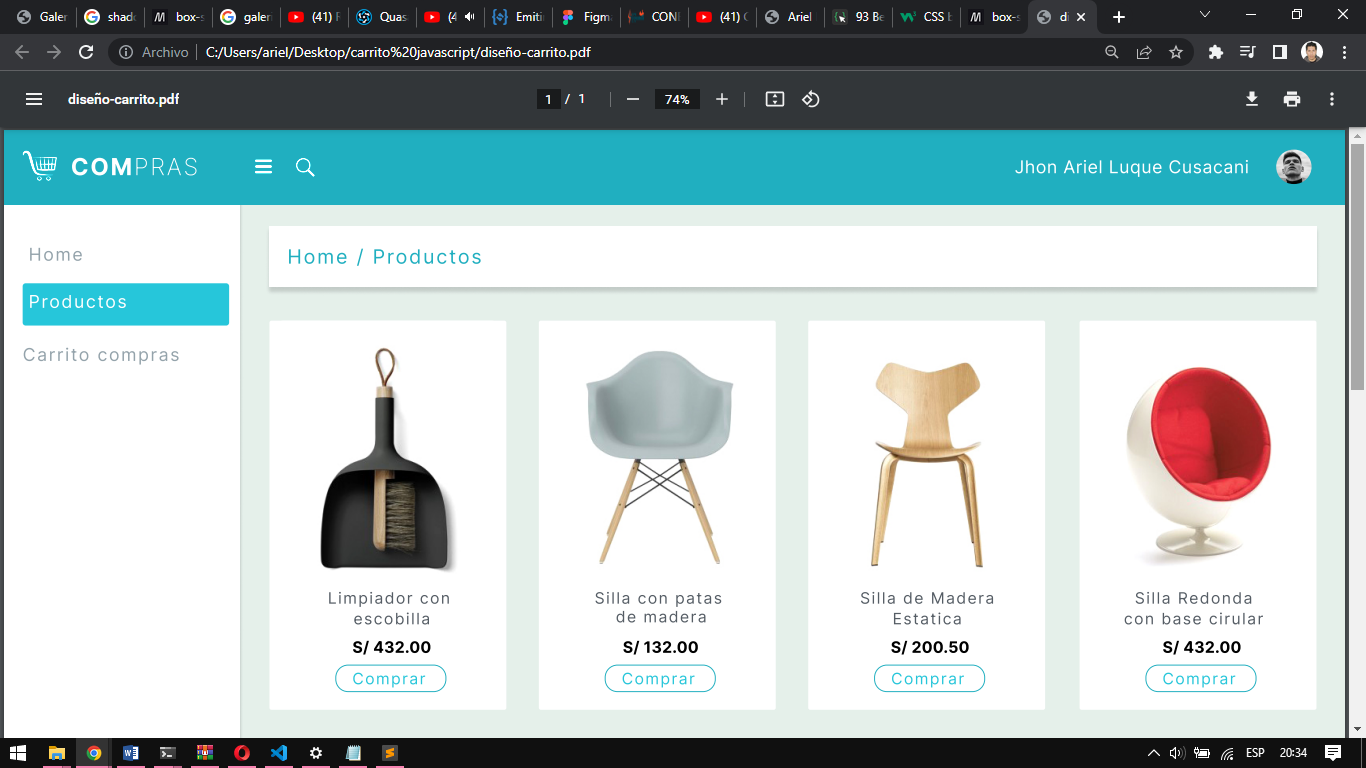 Galer
shad
box-s
galer
(41) F
Quas
(4
Emiti
Figm
CONI
(41) C
Ariel
93 Be
CSS b
box-s
di
Archivo
C:/Users/ariel/Desktop/carrito%20javascript/diseño-carrito.pdf
diseño-carrito.pdf
1 / 1
74%
COMPRAS
Jhon Ariel Luque Cusacani
Home
Productos
Carrito compras
Home / Productos
Limpiador con
escobilla
S/ 432.00
Comprar
Silla con patas
de madera
S/ 132.00
Comprar
Silla de Madera
Estatica
S/ 200.50
Comprar
Silla Redonda
con base cirular
S/ 432.00
Comprar
ESP
20:34